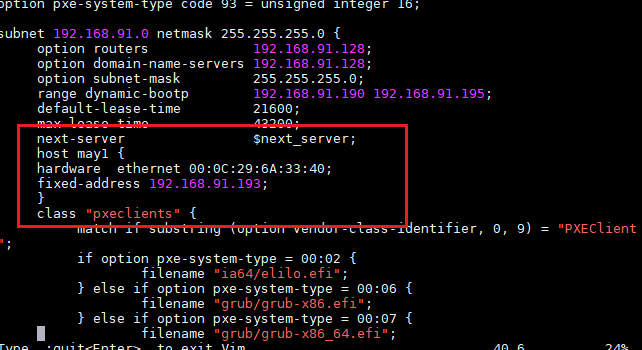 option pxe-system-type code 93 = unsigned integer 16;
subnet 192.168.91.0 netmask 255.255.255.0 {
option routers 192.168.91.128;
option domain-name-servers 192.168.91.128;
option subnet-mask 255.255.255.0;
range dynamic-bootp 192.168.91.190 192.168.91.195;
default-lease-time 21600;
max-lease-time 43200;
next-server $next_server;
host may1 {
hardware ethernet 00:0C:29:6A:33:40;
fixed-address 192.168.91.193;
}
class "pxeclients" {
match if substring (option vendor-class-identifier, 0, 9) = "PXEClient
";
if option pxe-system-type = 00:02 {
filename "ia64/elilo.efi";
} else if option pxe-system-type = 00:06 {
filename "grub/grub-x86.efi";
} else if option pxe-system-type = 00:07 {
filename "grub/grub-x86_64.efi";
Type :quit<Enter> to exit Vim 40,6 24%